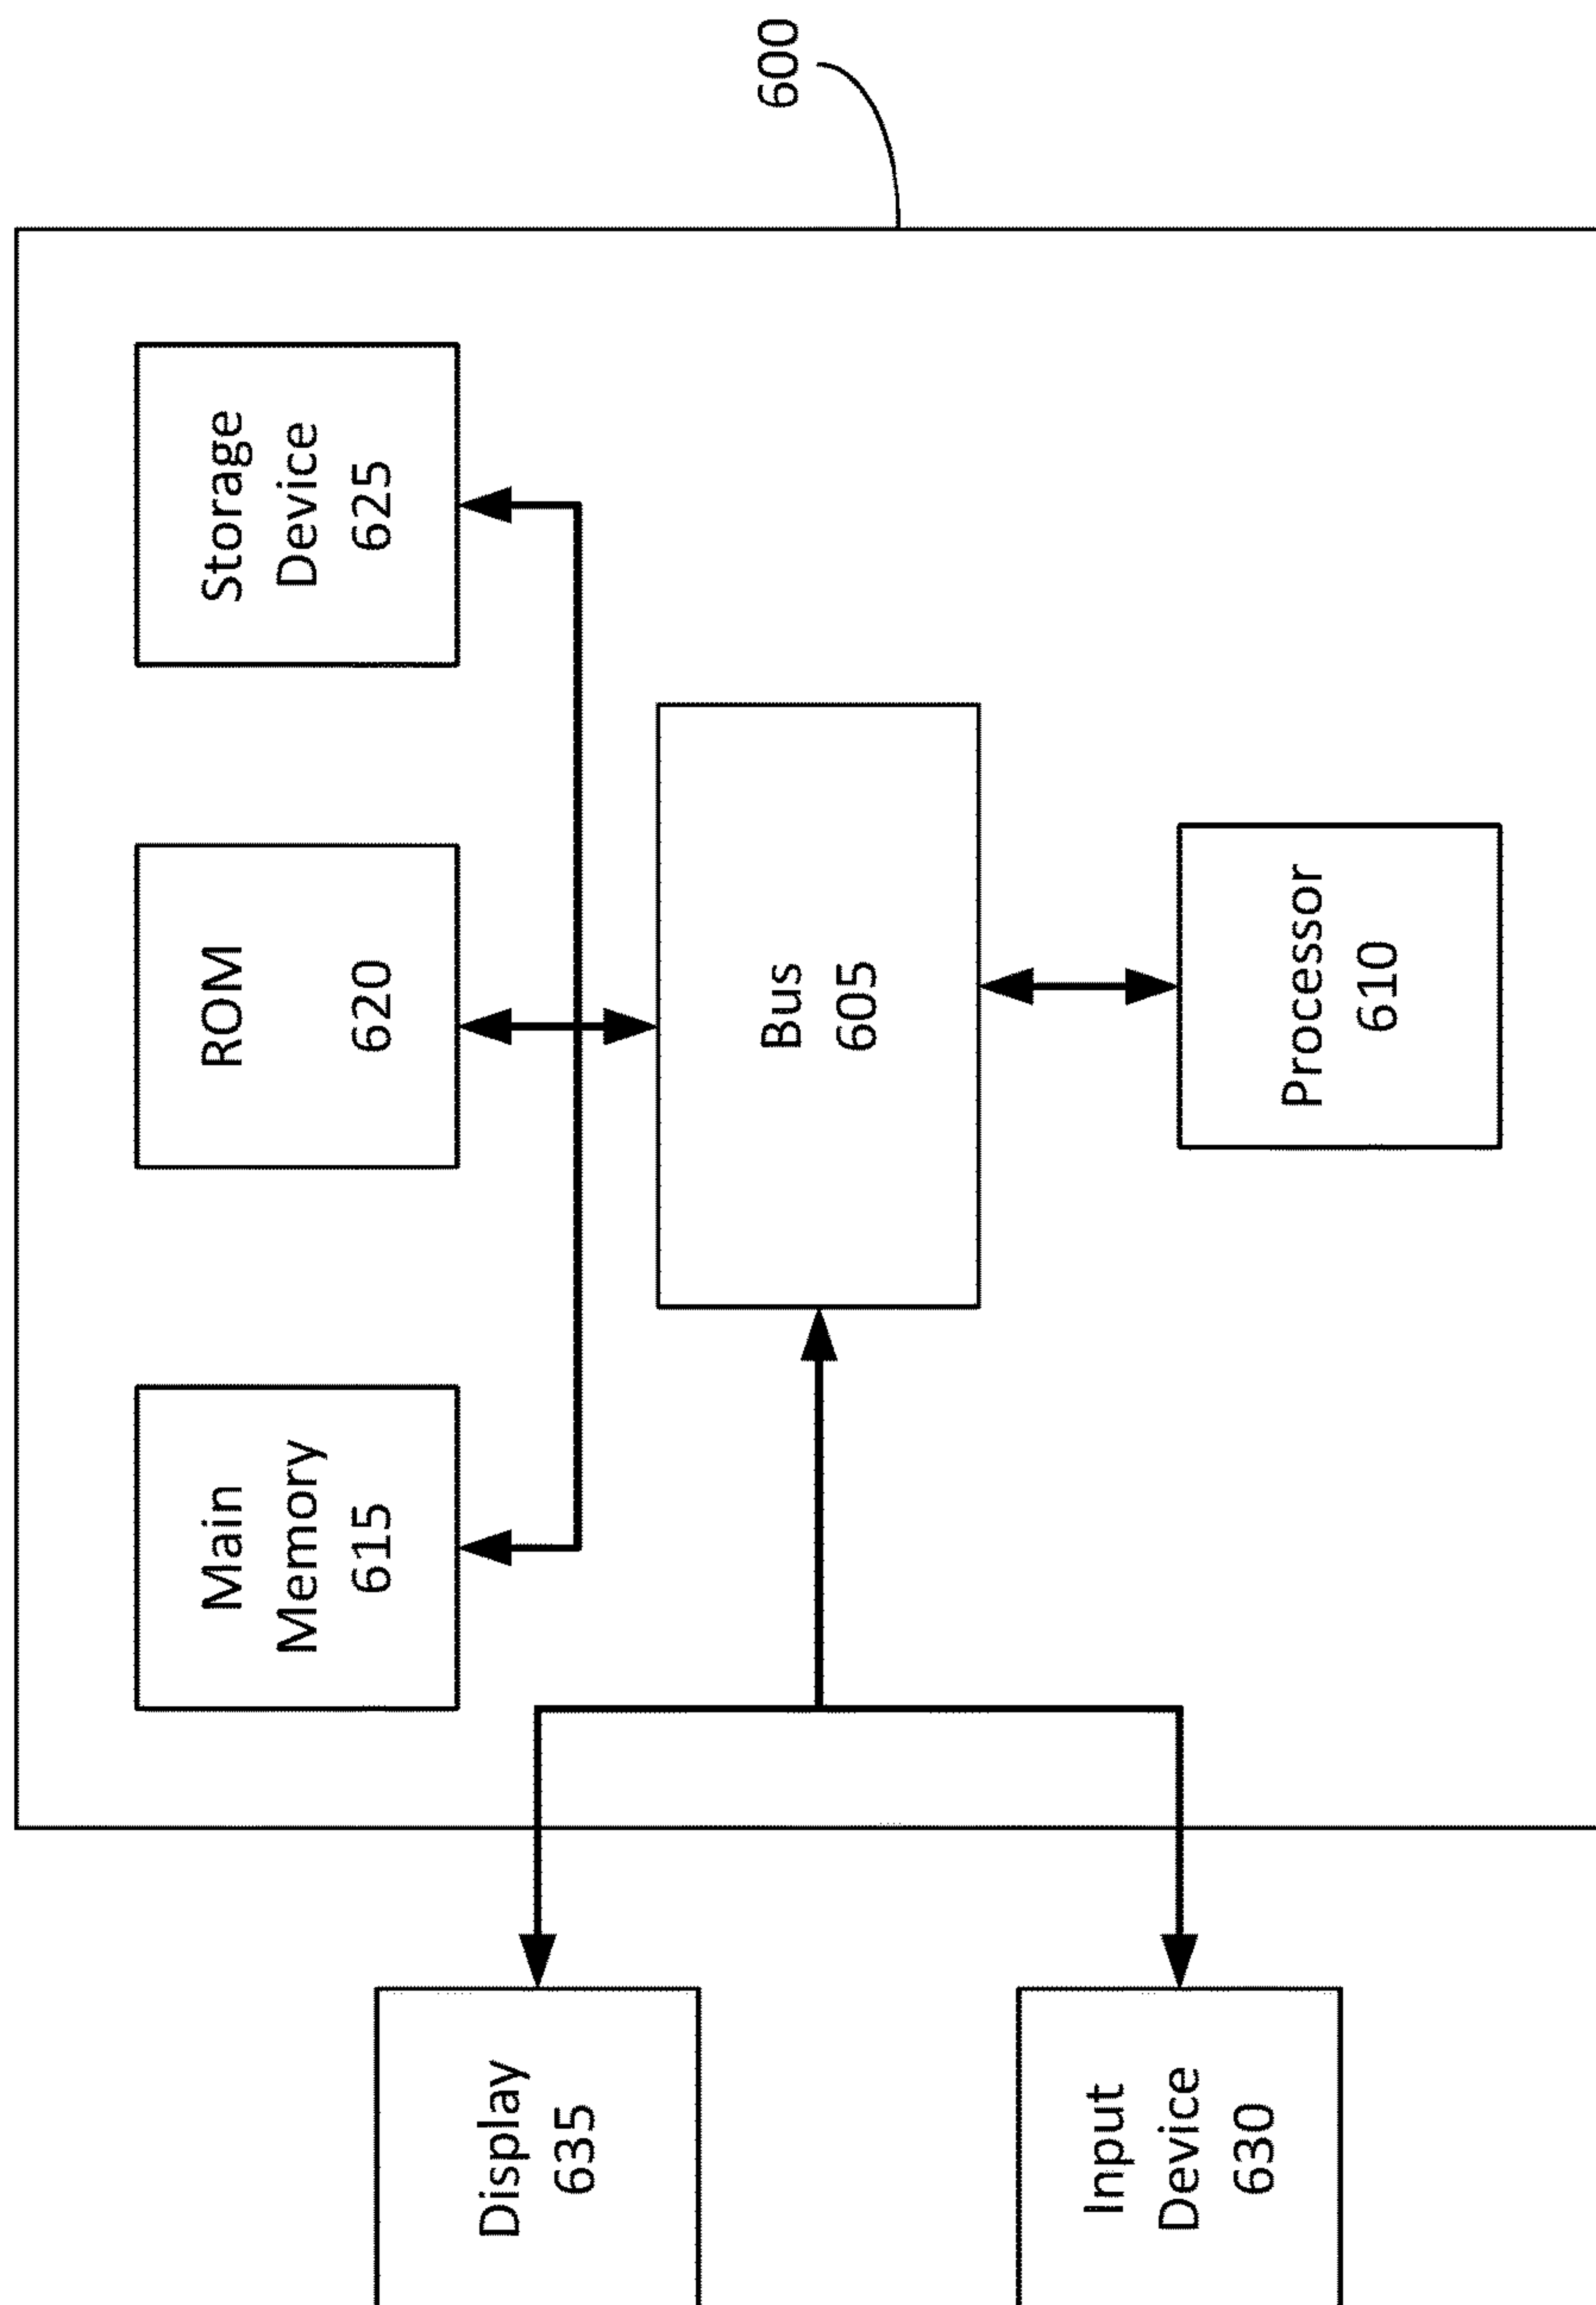 600
Main
Memory
615
ROM
620
Storage
Device
625
Display
635
Bus
605
Input
Device
630
Processor
610